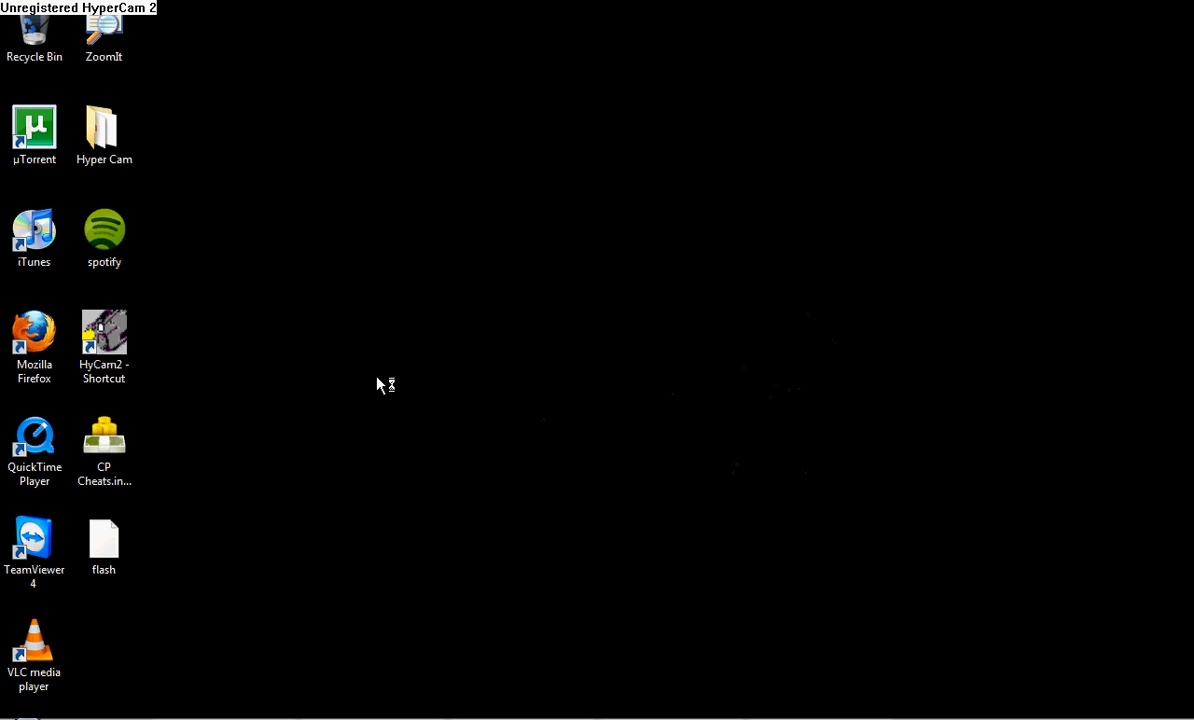 Unregistered HyperCam 2
Recycle Bin
ZoomIt
µTorrent
Hyper Cam
iTunes
spotify
Mozilla
Firefox
HyCam2 -
Shortcut
QuickTime
Player
CP
Cheats.in...
TeamViewer
4
flash
VLC media
player